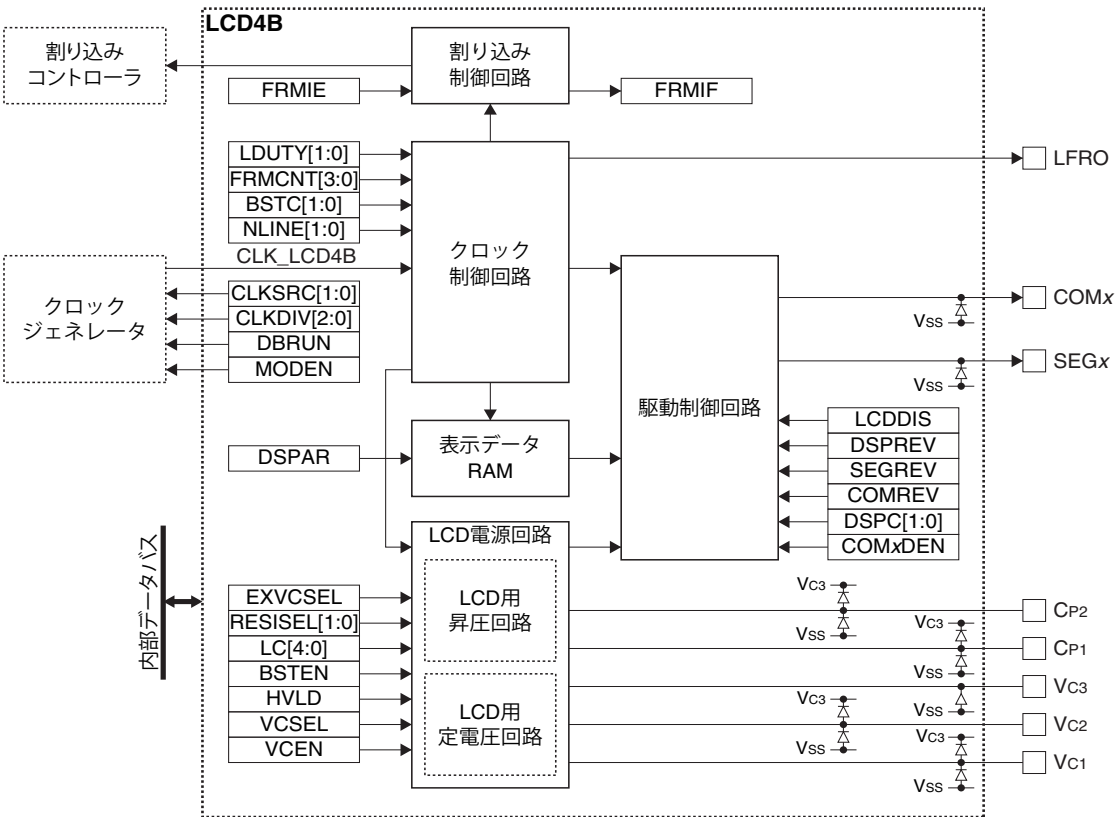 LCD4B
割り込み
コントローラ
割り込み
制御回路
FRMIE
FRMIF
LDUTY[1:0]
FRMCNT[3:0]
BSTC[1:0]
NLINE[1:0]
CLK_LCD4B
クロック
制御回路
LFRO
クロック
ジェネレータ
CLKSRC[1:0]
CLKDIV[2:0]
DBRUN
MODEN
COMx
VSS
SEGx
VSS
駆動制御回路
LCDDIS
DSPREV
SEGREV
COMREV
DSPC[1:0]
COMxDEN
DSPAR
表示データ
RAM
内部データバス
LCD電源回路
LCD用
昇圧回路
LCD用
定電圧回路
EXVCSEL
RESISEL[1:0]
LC[4:0]
BSTEN
HVLD
VCSEL
VCEN
VC3
VSS
CP2
VC3
VSS
CP1
VSS
VC3
VC3
VSS
VC2
VC3
VSS
VC1